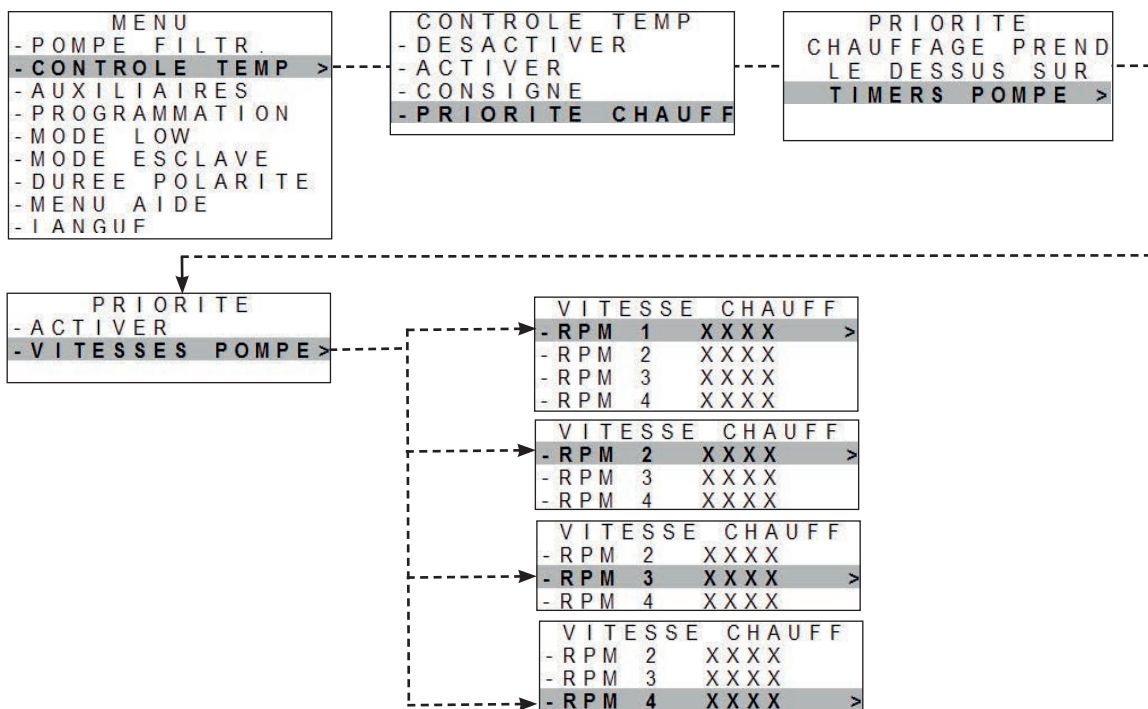 MENU
-POMPE FILTR.
-CONTROLE TEMP >
-AUXILIAIRES
-PROGRAMMATION
-MODE LOW
-MODE ESCLAVE
-DUREE POLARITE
-MENU AIDE
-LANGUE
CONTROLE TEMP
-DESACTIVER
-ACTIVER
-CONSIGNE
-PRIORITE CHAUFF
PRIORITE
CHAUFFAGE PREND
LE DESSUS SUR
TIMERS POMPE >
PRIORITE
-ACTIVER
-VITESSES POMPE>
VITESSE CHAUFF
-RPM 1 XXXX >
-RPM 2 XXXX
-RPM 3 XXXX
-RPM 4 XXXX
VITESSE CHAUFF
-RPM 2 XXXX >
-RPM 3 XXXX
-RPM 4 XXXX
VITESSE CHAUFF
-RPM 2 XXXX
-RPM 3 XXXX >
-RPM 4 XXXX
VITESSE CHAUFF
-RPM 2 XXXX
-RPM 3 XXXX
-RPM 4 XXXX >